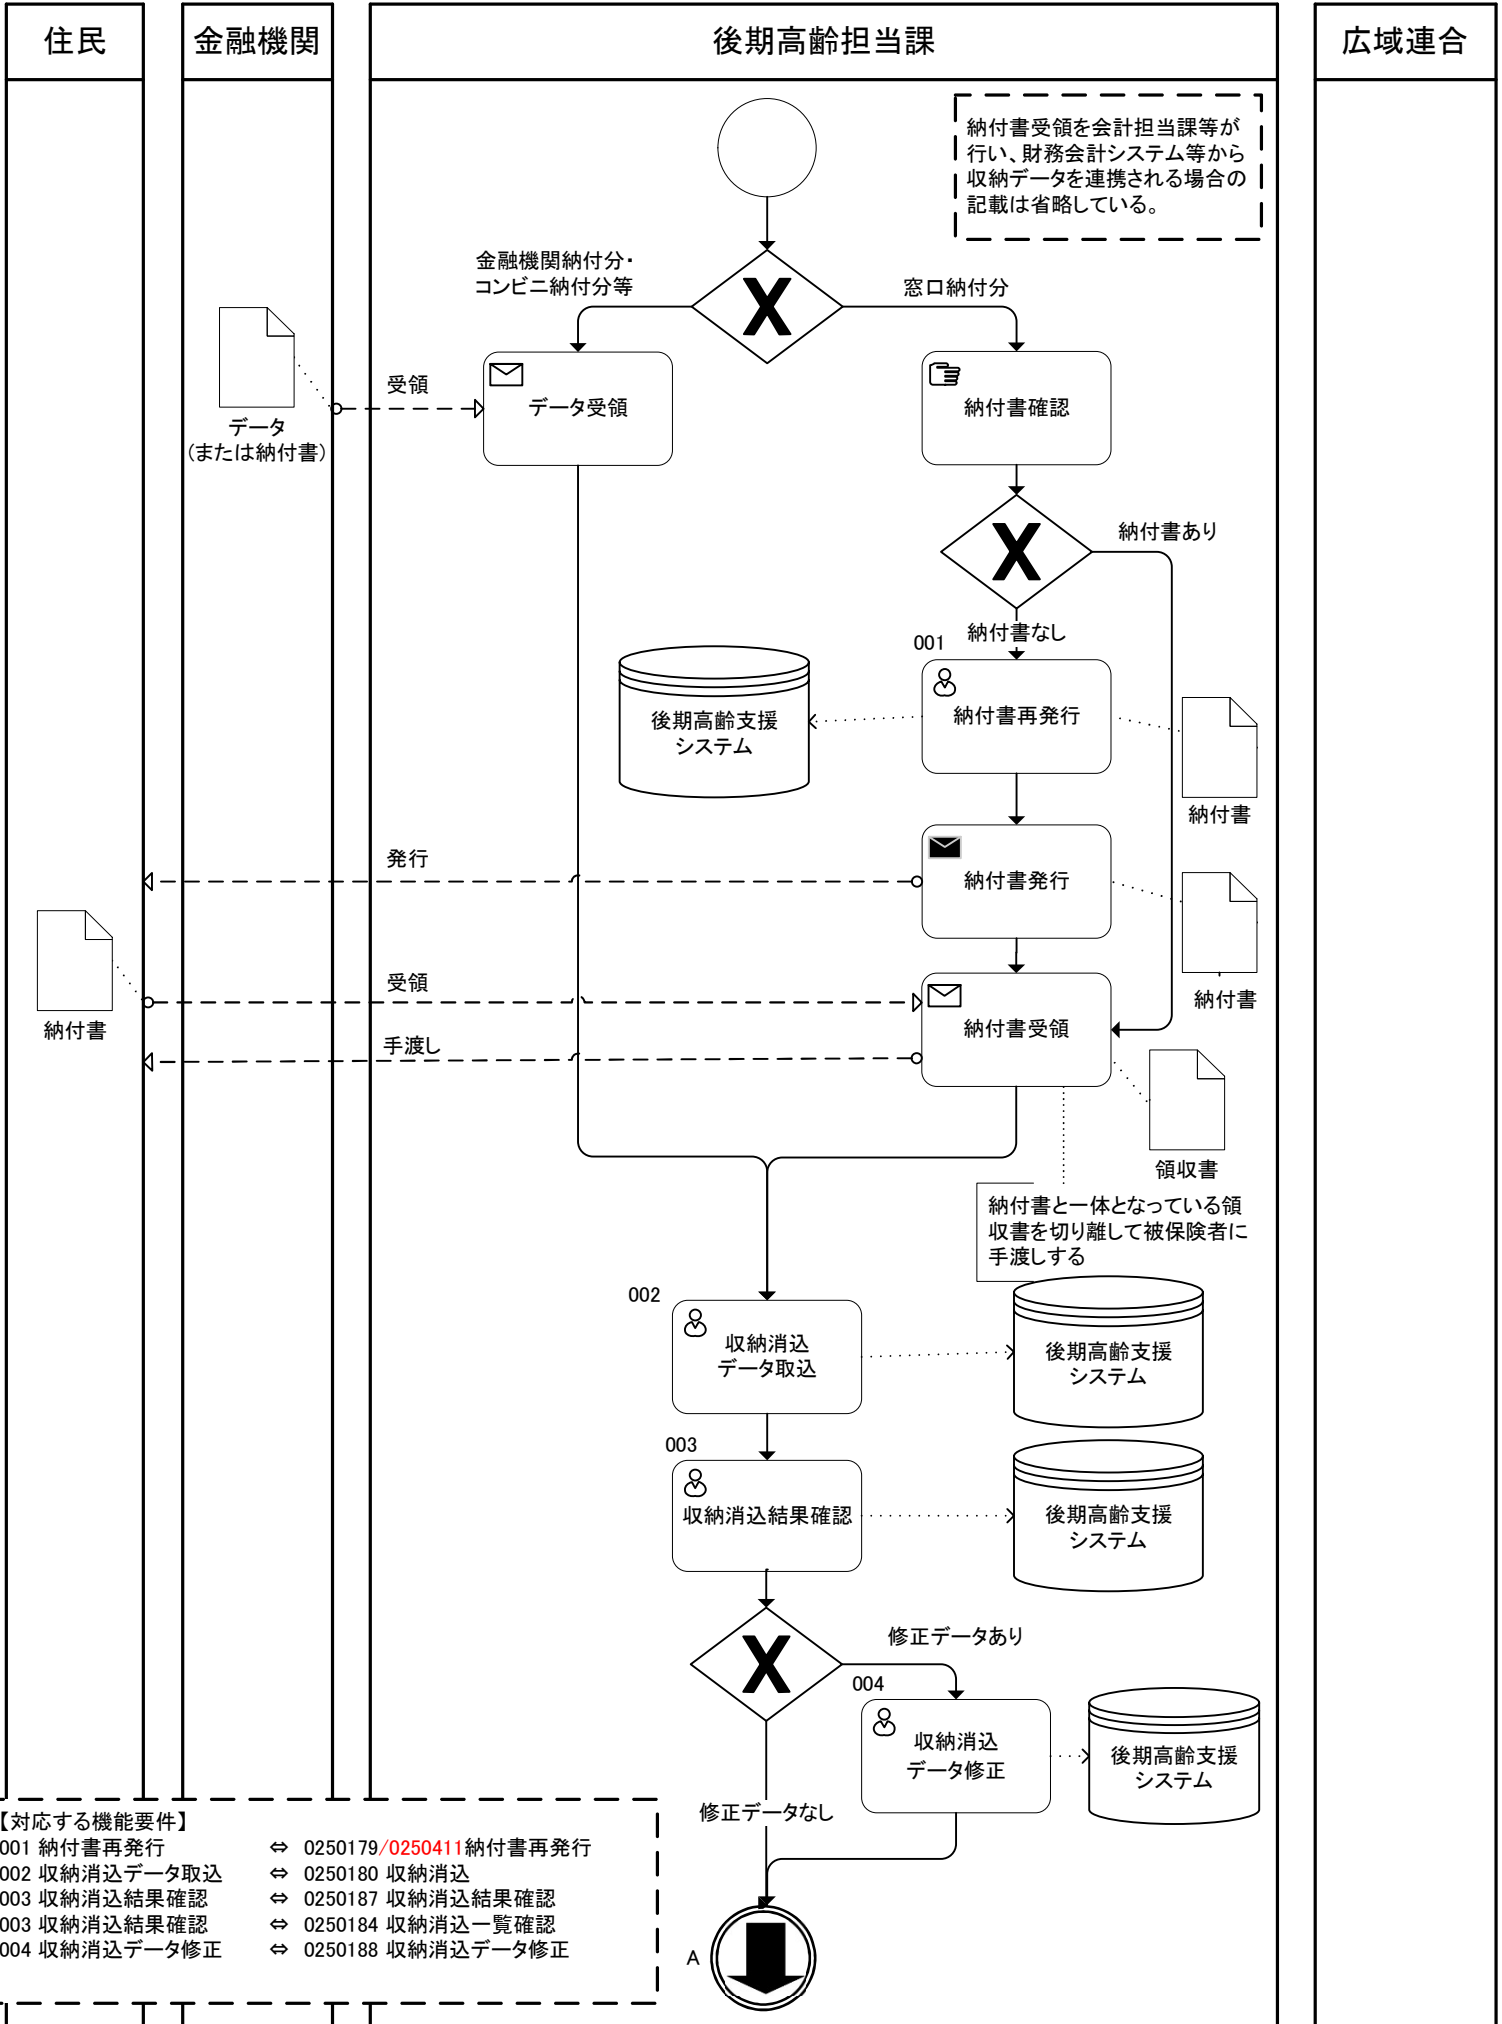 住民
金融機関
後期高齢担当課
広域連合
納付書受領を会計担当課等が
行い、財務会計システム等から
収納データを連携される場合の
記載は省略している。
金融機関納付分・
コンビニ納付分等
窓口納付分
データ
(または納付書)
受領
データ受領
納付書確認
納付書あり
納付書なし
001
後期高齢支援
システム
納付書再発行
納付書
発行
納付書発行
納付書
納付書
受領
納付書受領
手渡し
領収書
納付書と一体となっている領
収書を切り離して被保険者に
手渡しする
002
収納消込
データ取込
後期高齢支援
システム
003
収納消込結果確認
後期高齢支援
システム
修正データあり
004
収納消込
データ修正
後期高齢支援
システム
修正データなし
A
【対応する機能要件】
001 納付書再発行 ⇔ 0250179/0250411納付書再発行
002 収納消込データ取込 ⇔ 0250180 収納消込
003 収納消込結果確認 ⇔ 0250187 収納消込結果確認
003 収納消込結果確認 ⇔ 0250184 収納消込一覧確認
004 収納消込データ修正 ⇔ 0250188 収納消込データ修正